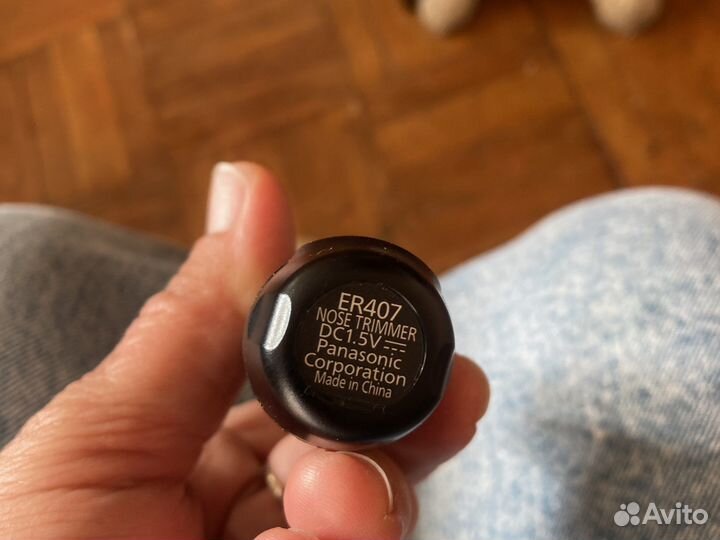 ER407
NOSE TRIMMER
DC1.5V ⎓
Panasonic
Corporation
Made in China
Avito